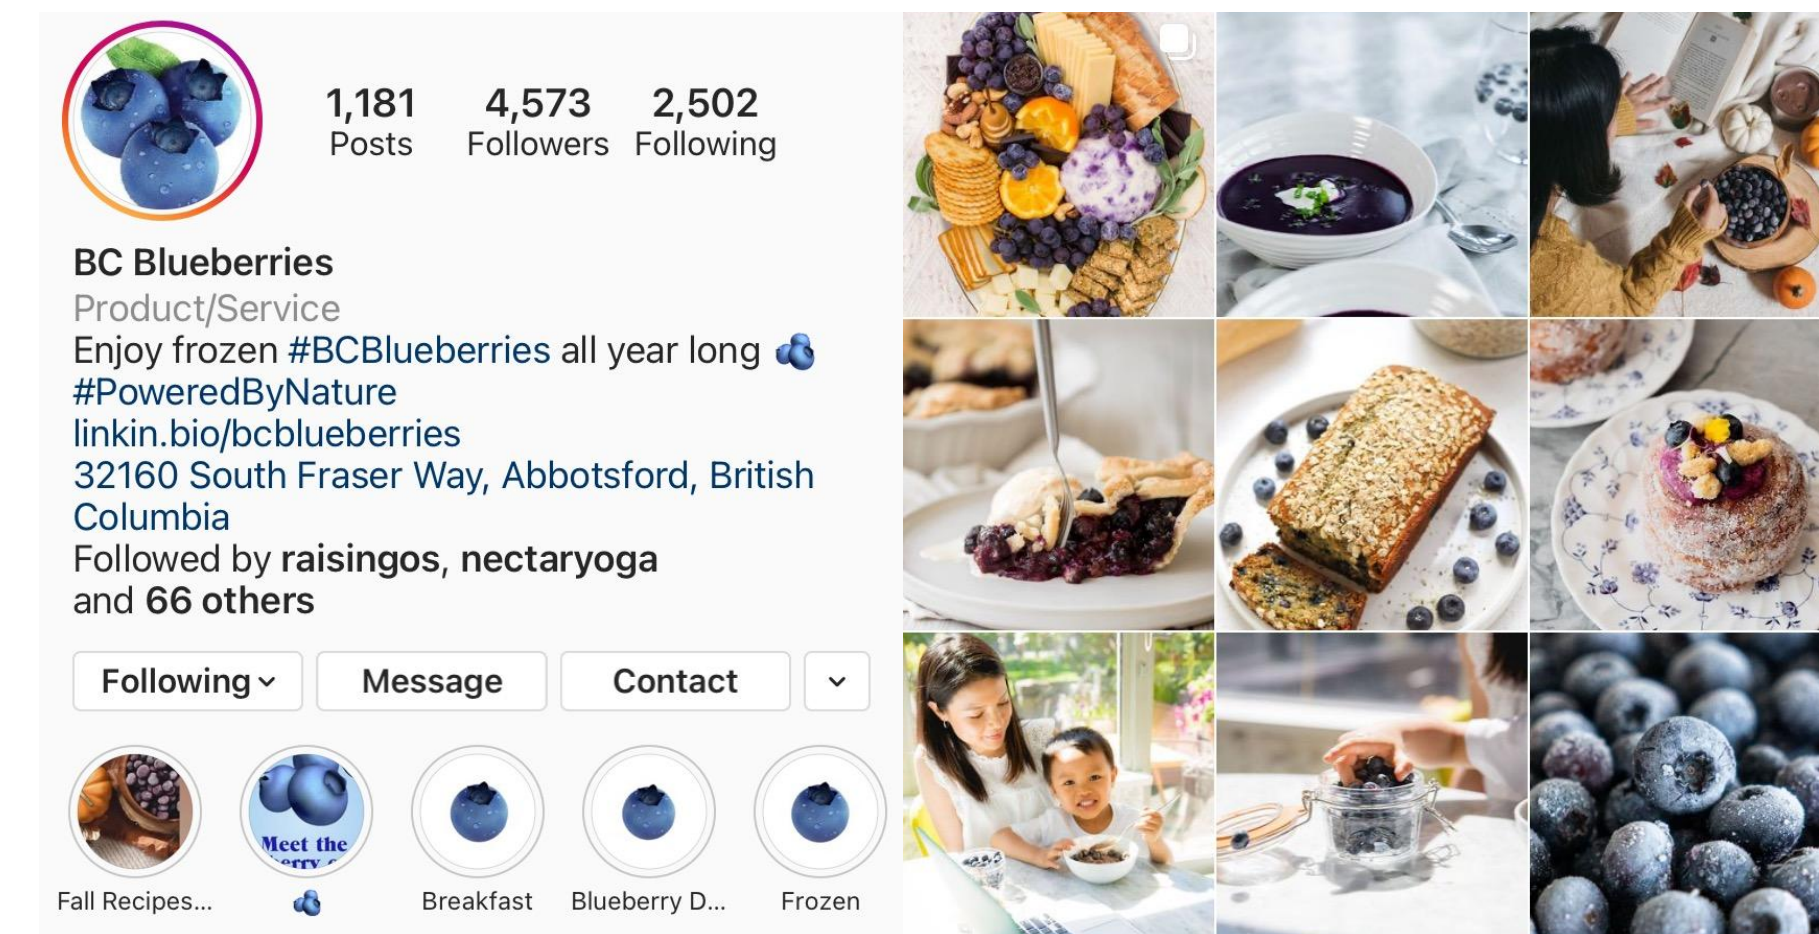 1,181 4,573 2,502
Posts Followers Following
BC Blueberries
Product/Service
Enjoy frozen #BCBlueberries all year long 🫐
#PoweredByNature
linkin.bio/bcblueberries
32160 South Fraser Way, Abbotsford, British
Columbia
Followed by raisingos, nectaryoga
and 66 others
Following Message Contact
Meet the
Fall Recipes... 🫐 Breakfast Blueberry D... Frozen